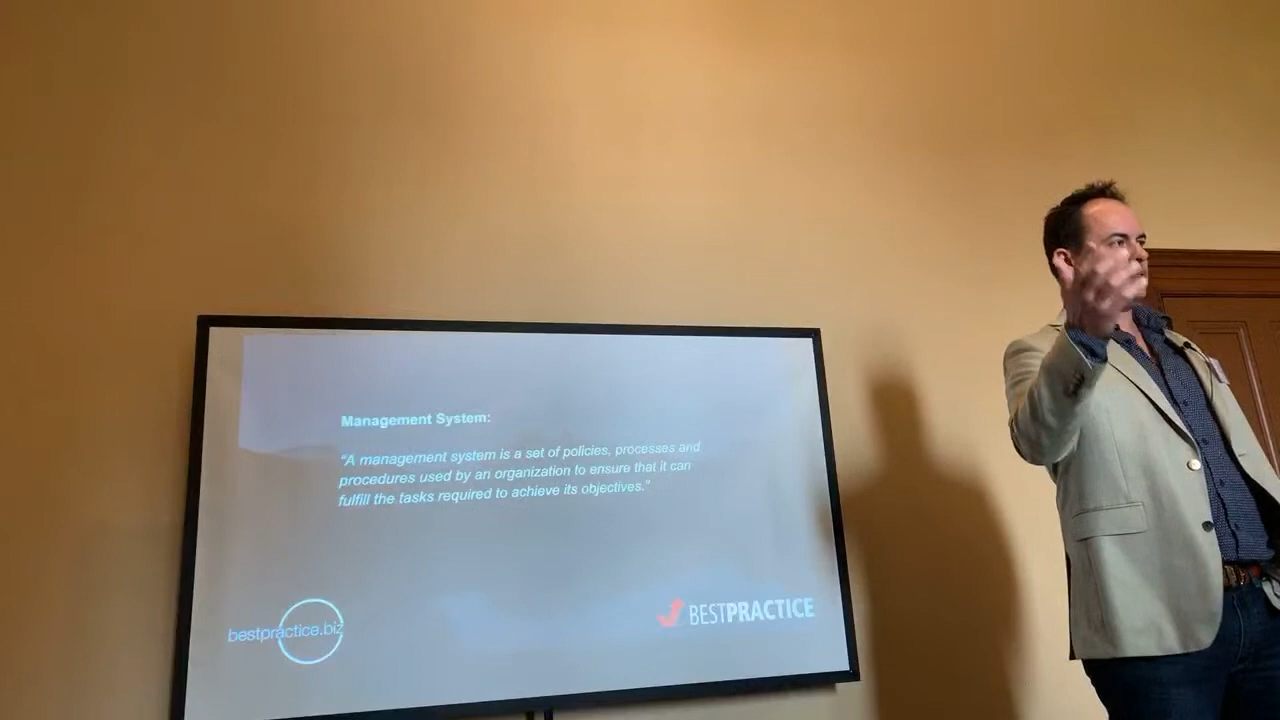 Management System:
“A management system is a set of policies, processes and
procedures used by an organization to ensure that it can
fulfill the tasks required to achieve its objectives.”
bestpractice.biz
BESTPRACTICE